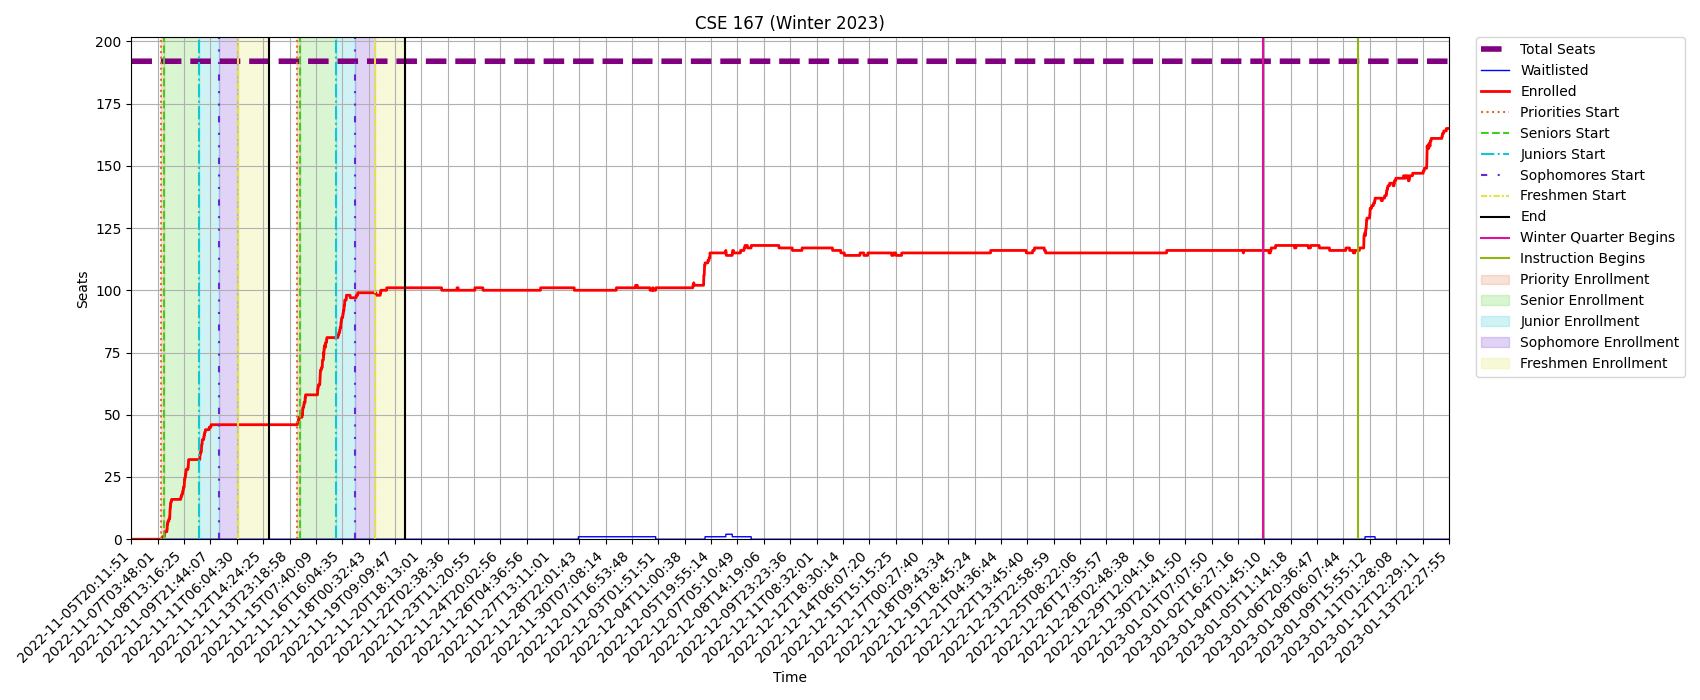 CSE 167 (Winter 2023)
200
175
150
125
100
75
50
25
0
Seats
Time
2022-11-05T20:11:51
2022-11-07T03:48:01
2022-11-08T13:16:25
2022-11-09T21:44:07
2022-11-11T06:04:30
2022-11-12T14:24:25
2022-11-13T23:18:58
2022-11-15T07:40:09
2022-11-16T16:04:35
2022-11-18T00:32:43
2022-11-19T09:09:47
2022-11-20T18:13:01
2022-11-22T02:38:36
2022-11-23T11:20:55
2022-11-24T20:02:56
2022-11-26T04:36:56
2022-11-27T13:11:01
2022-11-28T22:01:43
2022-11-30T07:08:14
2022-12-01T16:53:48
2022-12-03T01:51:51
2022-12-04T11:00:38
2022-12-05T19:55:14
2022-12-07T05:10:49
2022-12-08T14:19:06
2022-12-09T23:23:36
2022-12-11T08:32:01
2022-12-12T18:30:14
2022-12-14T06:07:20
2022-12-15T15:15:25
2022-12-17T00:27:40
2022-12-18T09:43:34
2022-12-19T18:45:24
2022-12-21T04:36:44
2022-12-22T13:45:40
2022-12-23T22:58:59
2022-12-25T08:22:06
2022-12-26T17:35:57
2022-12-28T02:48:38
2022-12-29T12:04:16
2022-12-30T21:41:50
2023-01-01T07:07:50
2023-01-02T16:27:16
2023-01-04T01:45:10
2023-01-05T11:14:18
2023-01-06T20:36:47
2023-01-08T06:07:44
2023-01-09T15:55:12
2023-01-11T01:28:09
2023-01-12T12:29:11
2023-01-13T22:27:55
Total Seats
Waitlisted
Enrolled
Priorities Start
Seniors Start
Juniors Start
Sophomores Start
Freshmen Start
End
Winter Quarter Begins
Instruction Begins
Priority Enrollment
Senior Enrollment
Junior Enrollment
Sophomore Enrollment
Freshmen Enrollment